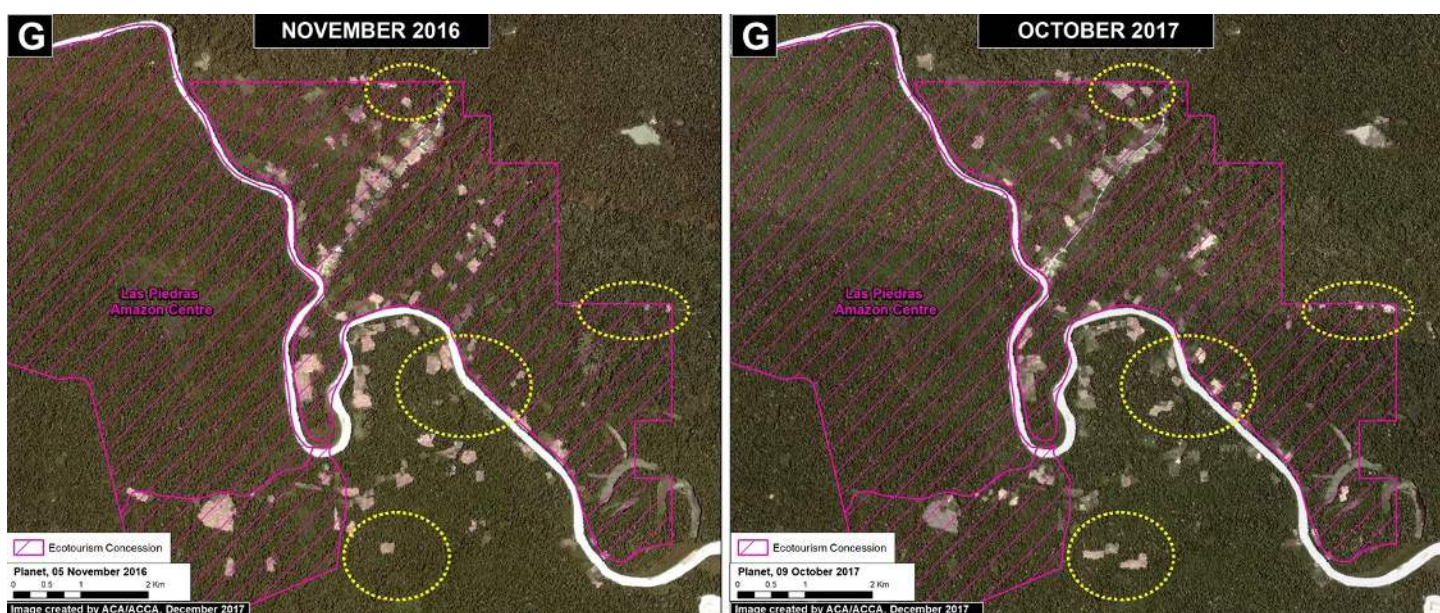 G
NOVEMBER 2016
Las Piedras
Amazon Centre
Ecotourism Concession
Planet, 05 November 2016
0 0.5 1 2 Km
Image created by ACA/ACCA, December 2017
G
OCTOBER 2017
Las Piedras
Amazon Centre
Ecotourism Concession
Planet, 09 October 2017
0 0.5 1 2 Km
Image created by ACA/ACCA, December 2017